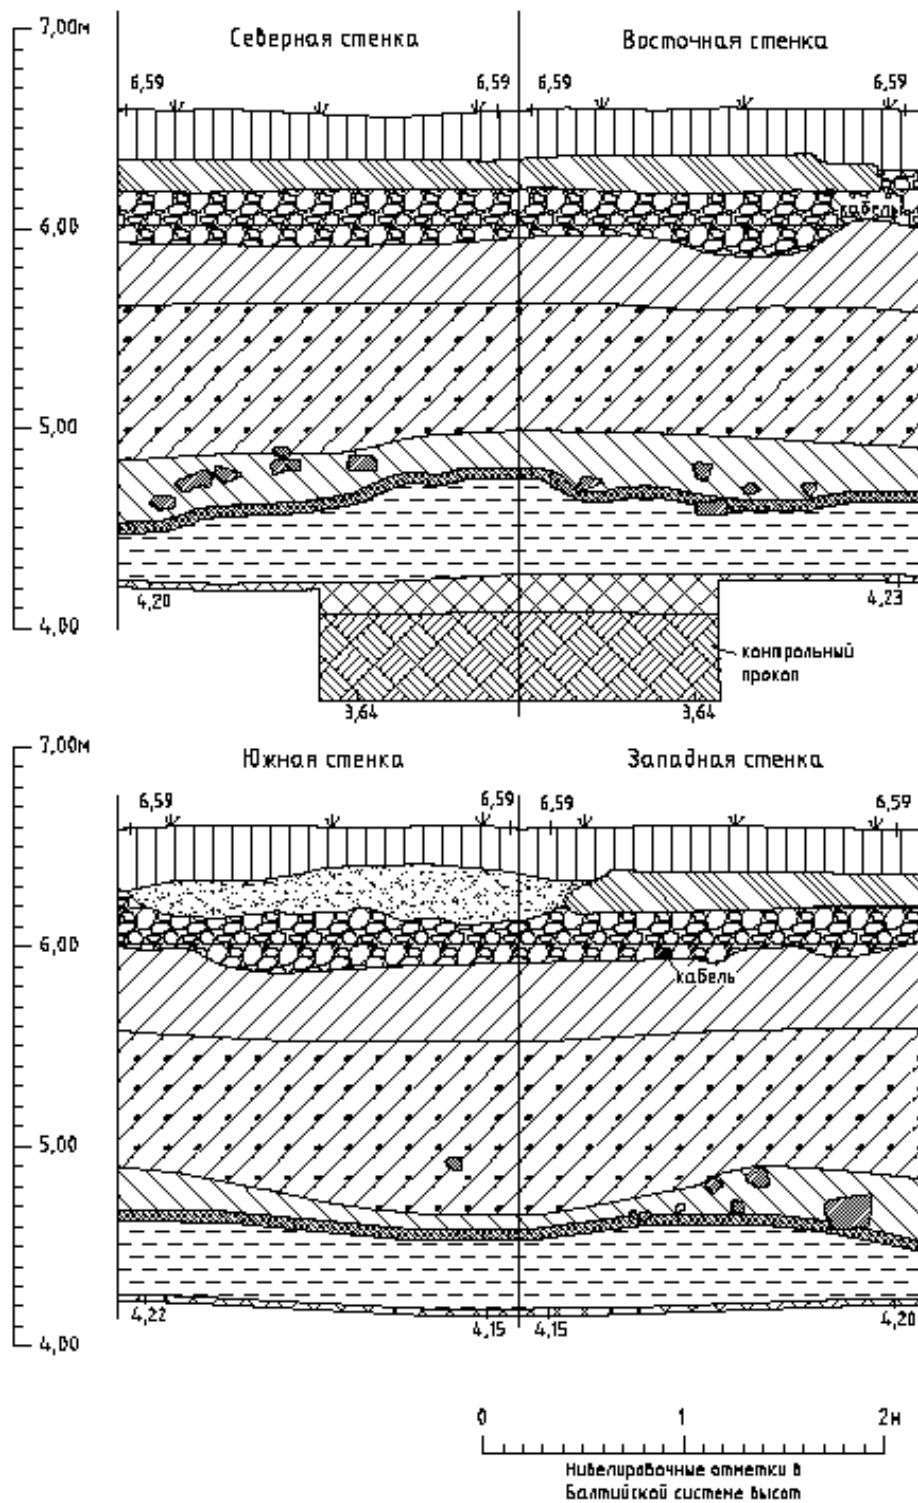 7,00м
Северная стенка
Восточная стенка
6,59
6,59
6,59
6,59
кабель
6,00
5,00
4,20
4,23
4,00
контрольный
прокоп
3,64
3,64
7,00м
Южная стенка
Западная стенка
6,59
6,59
6,59
6,59
6,00
кабель
5,00
4,22
4,15
4,15
4,20
4,00
0
1
2м
Нивелировочные отметки в
Балтийской системе высот